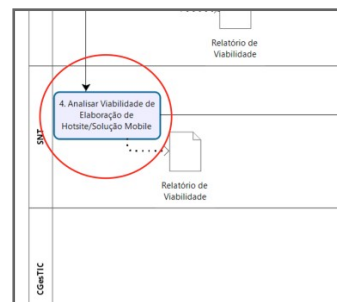 Relatório de
Viabilidade
SNT
4. Analisar Viabilidade de
Elaboração de
Hotsite/Solução Mobile
Relatório de
Viabilidade
CGesTIC